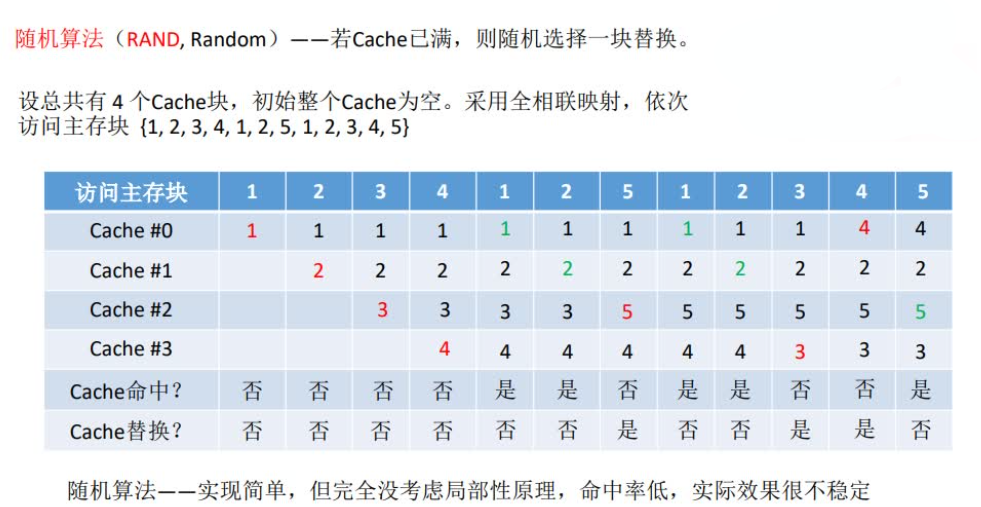 随机算法（RAND, Random）——若Cache已满，则随机选择一块替换。
设总共有 4 个Cache块，初始整个Cache为空。采用全相联映射，依次
访问主存块 {1, 2, 3, 4, 1, 2, 5, 1, 2, 3, 4, 5}
访问主存块 1 2 3 4 1 2 5 1 2 3 4 5
Cache #0 1 1 1 1 1 1 1 1 1 1 4 4
Cache #1 2 2 2 2 2 2 2 2 2 2 2
Cache #2 3 3 3 3 5 5 5 5 5 5
Cache #3 4 4 4 4 4 4 3 3 3
Cache命中? 否 否 否 否 是 是 否 是 是 否 否 是
Cache替换? 否 否 否 否 否 否 是 否 否 是 是 否
随机算法——实现简单，但完全没考虑局部性原理，命中率低，实际效果很不稳定